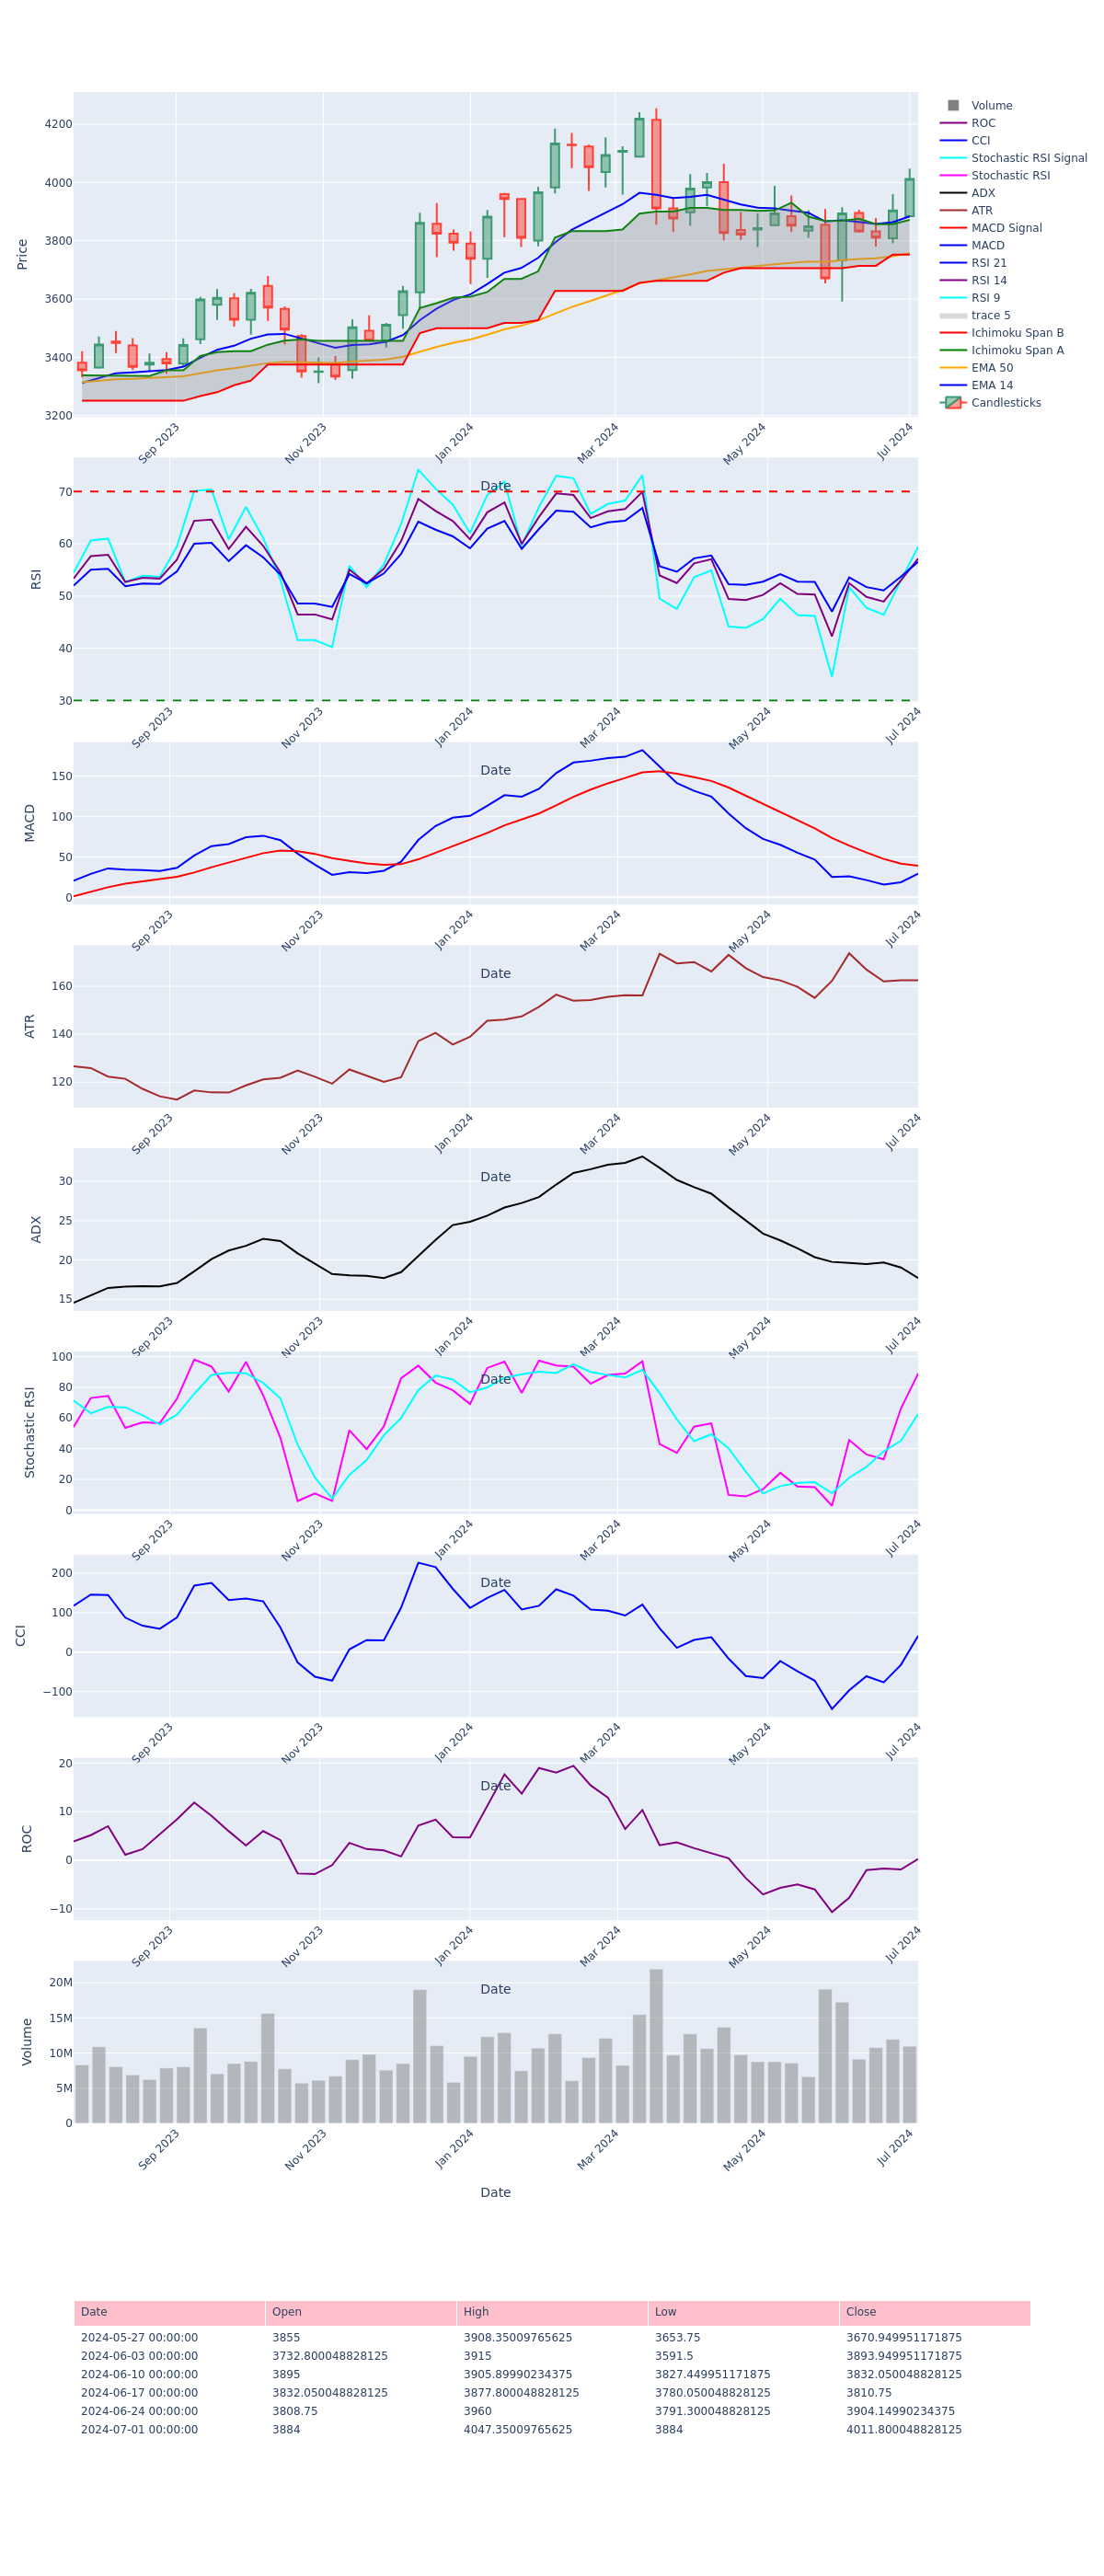 4200
4000
3800
3600
3400
3200
Price
Sep 2023
Nov 2023
Jan 2024
Mar 2024
May 2024
Jul 2024
Date
Volume
ROC
CCI
Stochastic RSI Signal
Stochastic RSI
ADX
ATR
MACD Signal
MACD
RSI 21
RSI 14
RSI 9
trace 5
Ichimoku Span B
Ichimoku Span A
EMA 50
EMA 14
Candlesticks
70
60
50
40
30
RSI
Sep 2023
Nov 2023
Jan 2024
Mar 2024
May 2024
Jul 2024
Date
150
100
50
0
MACD
Sep 2023
Nov 2023
Jan 2024
Mar 2024
May 2024
Jul 2024
Date
160
140
120
ATR
Sep 2023
Nov 2023
Jan 2024
Mar 2024
May 2024
Jul 2024
Date
30
25
20
15
ADX
Sep 2023
Nov 2023
Jan 2024
Mar 2024
May 2024
Jul 2024
Date
100
80
60
40
20
0
Stochastic RSI
Sep 2023
Nov 2023
Jan 2024
Mar 2024
May 2024
Jul 2024
Date
200
100
0
−100
CCI
Sep 2023
Nov 2023
Jan 2024
Mar 2024
May 2024
Jul 2024
Date
20
10
0
−10
ROC
Sep 2023
Nov 2023
Jan 2024
Mar 2024
May 2024
Jul 2024
Date
20M
15M
10M
5M
0
Volume
Sep 2023
Nov 2023
Jan 2024
Mar 2024
May 2024
Jul 2024
Date
Date Open High Low Close
2024-05-27 00:00:00 3855 3908.35009765625 3653.75 3670.949951171875
2024-06-03 00:00:00 3732.800048828125 3915 3591.5 3893.949951171875
2024-06-10 00:00:00 3895 3905.89990234375 3827.449951171875 3832.050048828125
2024-06-17 00:00:00 3832.050048828125 3877.800048828125 3780.050048828125 3810.75
2024-06-24 00:00:00 3808.75 3960 3791.300048828125 3904.14990234375
2024-07-01 00:00:00 3884 4047.35009765625 3884 4011.800048828125